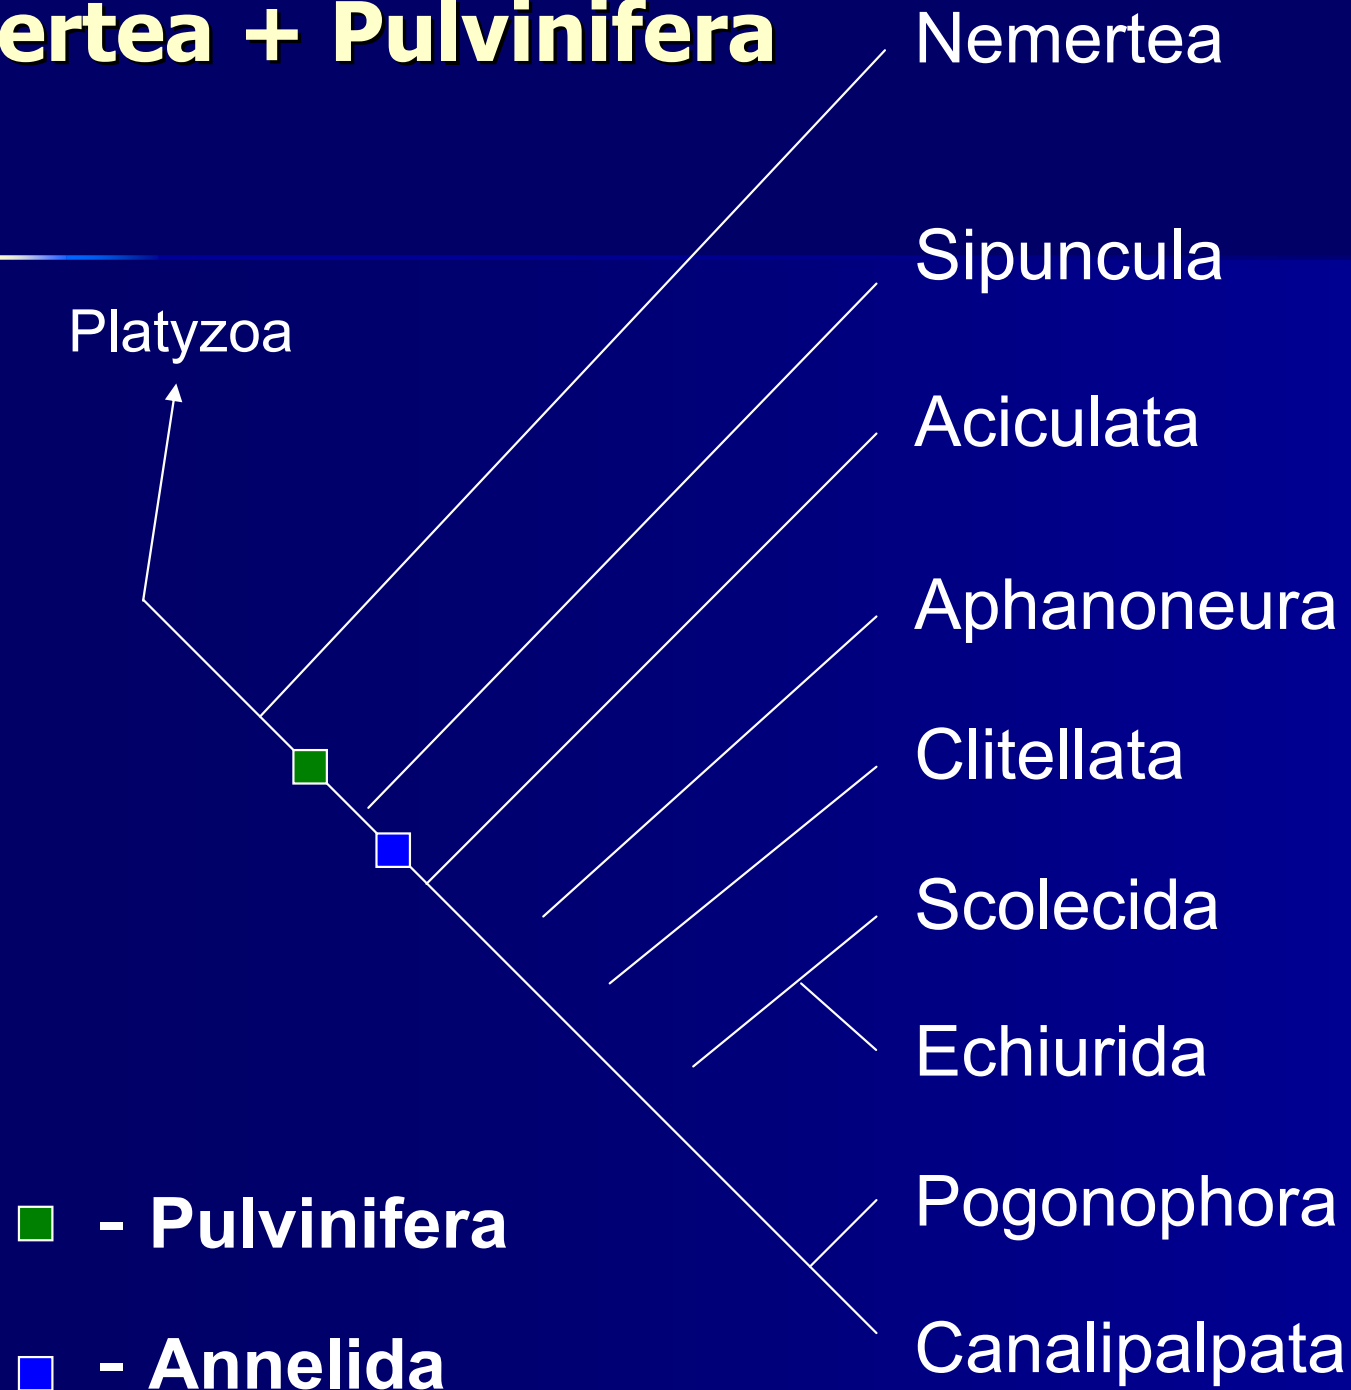 ertea + Pulvinifera
Nemertea
Sipuncula
Platyzoa
Aciculata
Aphanoneura
Clitellata
Scolecida
Echiurida
Pogonophora
- Pulvinifera
Canalipalpata
- Annelida